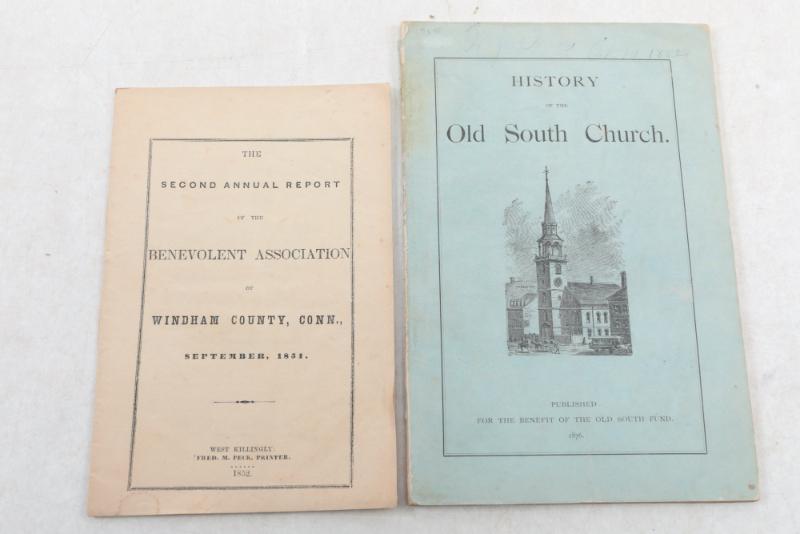 THE
SECOND ANNUAL REPORT
OF THE
BENEVOLENT ASSOCIATION
OF
WINDHAM COUNTY, CONN.,
SEPTEMBER, 1851.
WEST KILLINGLY:
FRED. M. PECK, PRINTER.
1852.
HISTORY
OF THE
Old South Church.
PUBLISHED
FOR THE BENEFIT OF THE OLD SOUTH FUND.
1876.